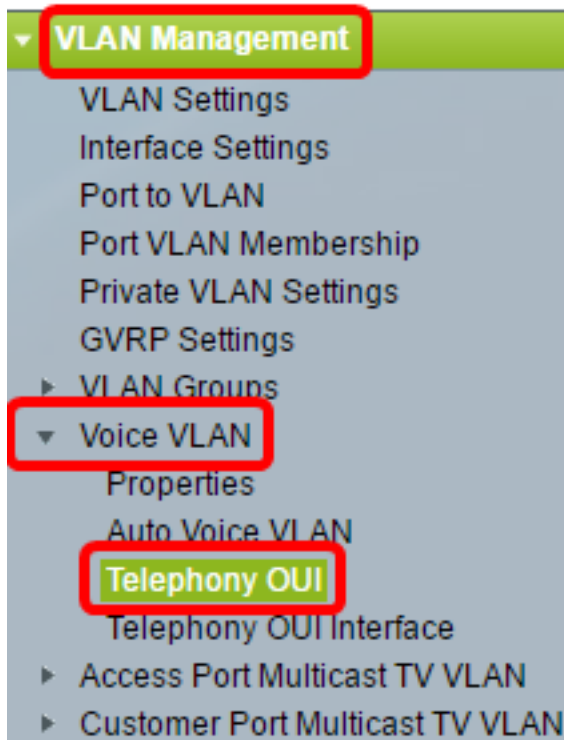 VLAN Management
VLAN Settings
Interface Settings
Port to VLAN
Port VLAN Membership
Private VLAN Settings
GVRP Settings
VLAN Groups
Voice VLAN
Properties
Auto Voice VLAN
Telephony OUI
Telephony OUI Interface
Access Port Multicast TV VLAN
Customer Port Multicast TV VLAN